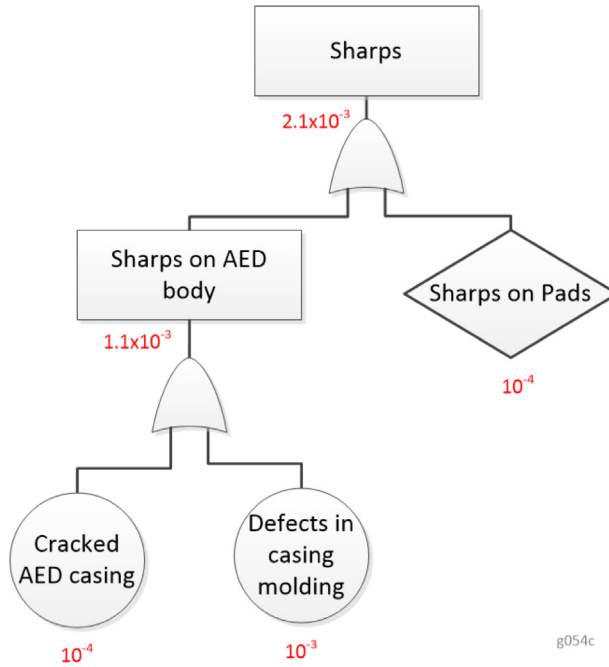 Sharps
2.1x10⁻³
Sharps on AED
body
Sharps on Pads
1.1x10⁻³
10⁻⁴
Cracked
AED casing
Defects in
casing
molding
10⁻⁴
10⁻³
g054c